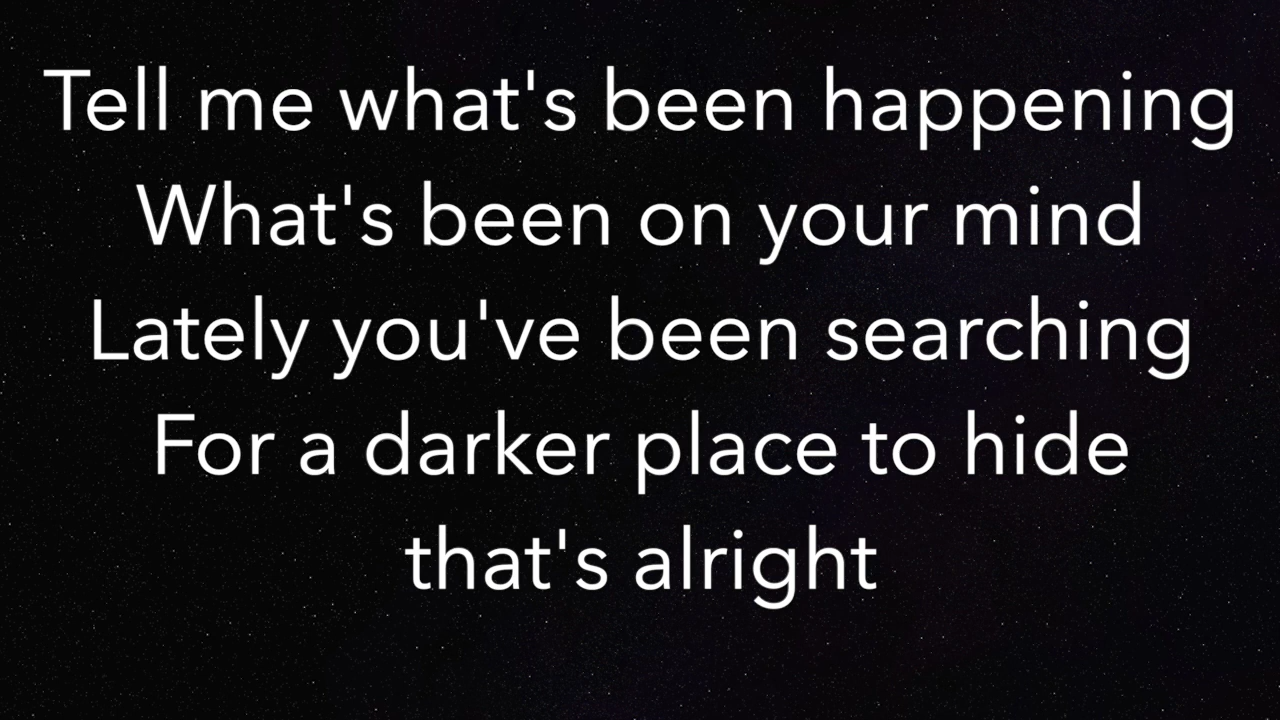 Tell me what's been happening
What's been on your mind
Lately you've been searching
For a darker place to hide
that's alright